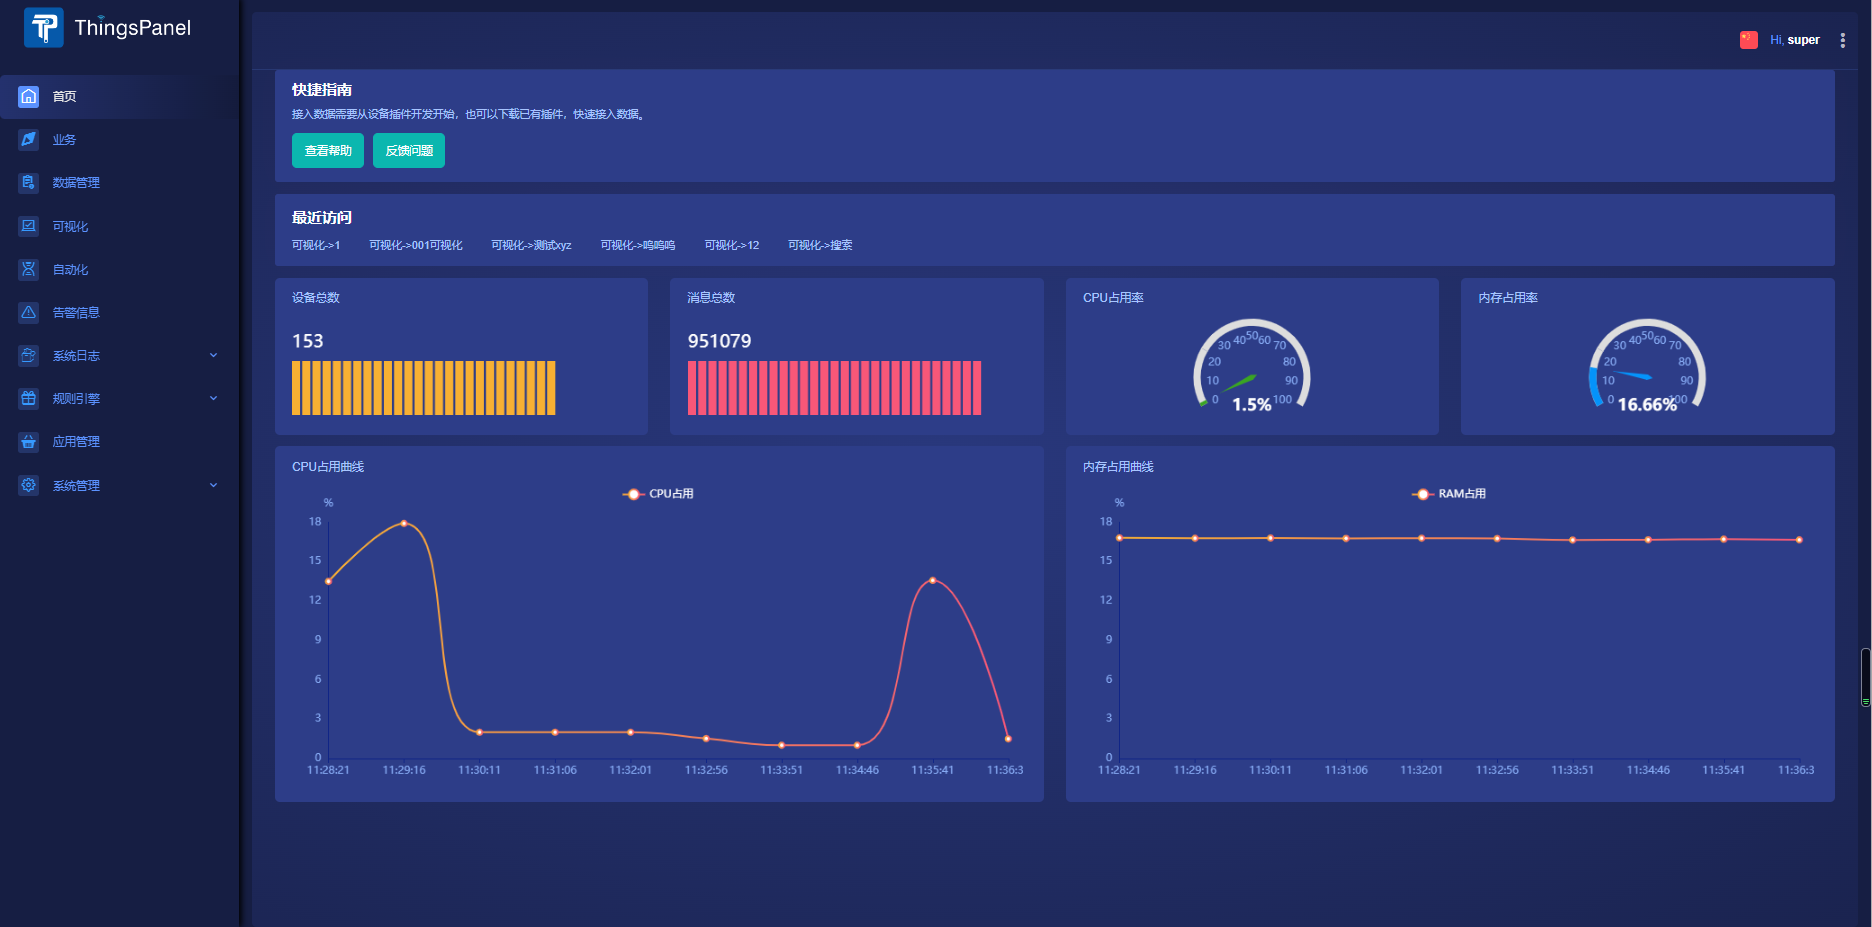 ThingsPanel
Hi, super
首页
业务
数据管理
可视化
自动化
告警信息
系统日志
规则引擎
应用管理
系统管理
快捷指南
接入数据需要从设备插件开发开始，也可以下载已有插件，快速接入数据。
查看帮助 反馈问题
最近访问
可视化->1 可视化->001可视化 可视化->测试xyz 可视化->呜呜呜 可视化->12 可视化->搜索
设备总数
153
消息总数
951079
CPU占用率
0 10 20 30 40 50 60 70 80 90 100
1.5%
内存占用率
0 10 20 30 40 50 60 70 80 90 100
16.66%
CPU占用曲线
CPU占用
%
18
15
12
9
6
3
0
11:28:21 11:29:16 11:30:11 11:31:06 11:32:01 11:32:56 11:33:51 11:34:46 11:35:41 11:36:3
内存占用曲线
RAM占用
%
18
15
12
9
6
3
0
11:28:21 11:29:16 11:30:11 11:31:06 11:32:01 11:32:56 11:33:51 11:34:46 11:35:41 11:36:3